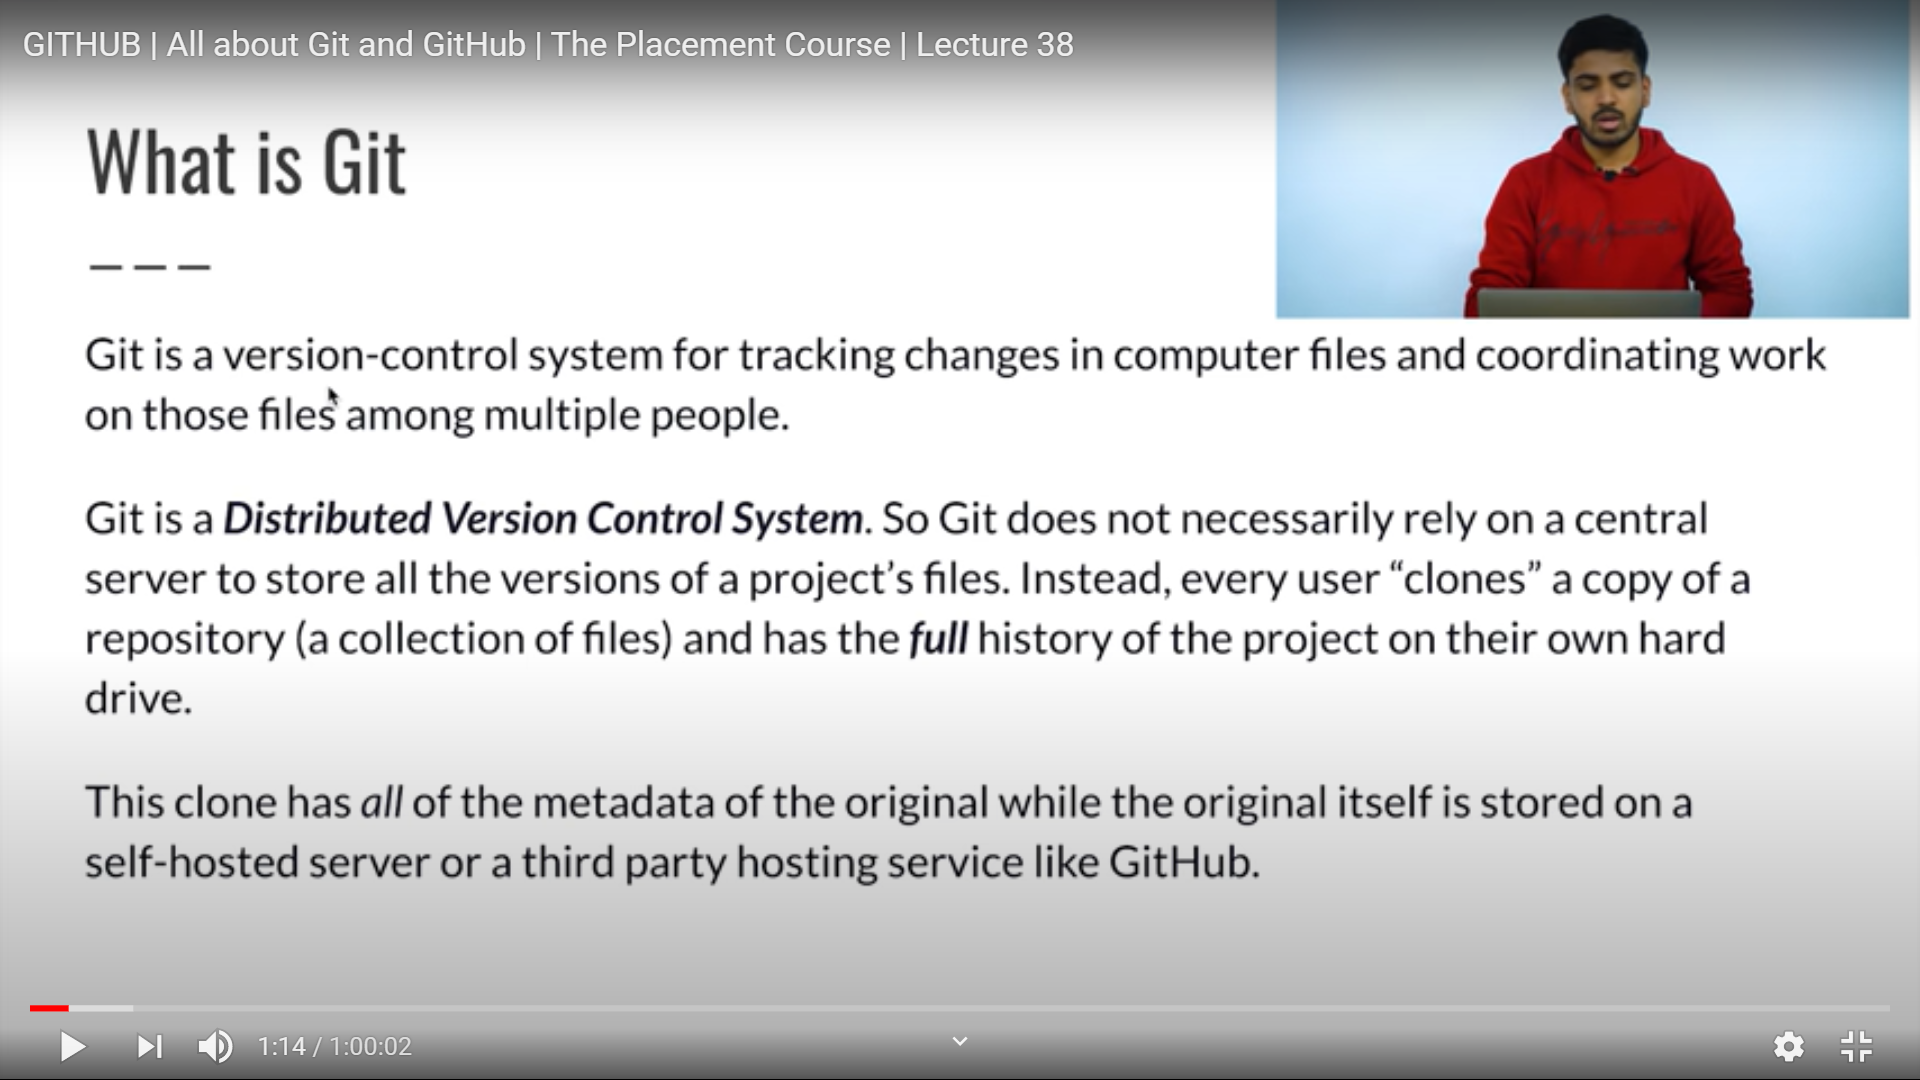 GITHUB | All about Git and GitHub | The Placement Course | Lecture 38
What is Git
Git is a version-control system for tracking changes in computer files and coordinating work
on those files among multiple people.
Git is a Distributed Version Control System. So Git does not necessarily rely on a central
server to store all the versions of a project’s files. Instead, every user “clones” a copy of a
repository (a collection of files) and has the full history of the project on their own hard
drive.
This clone has all of the metadata of the original while the original itself is stored on a
self-hosted server or a third party hosting service like GitHub.
1:14 / 1:00:02